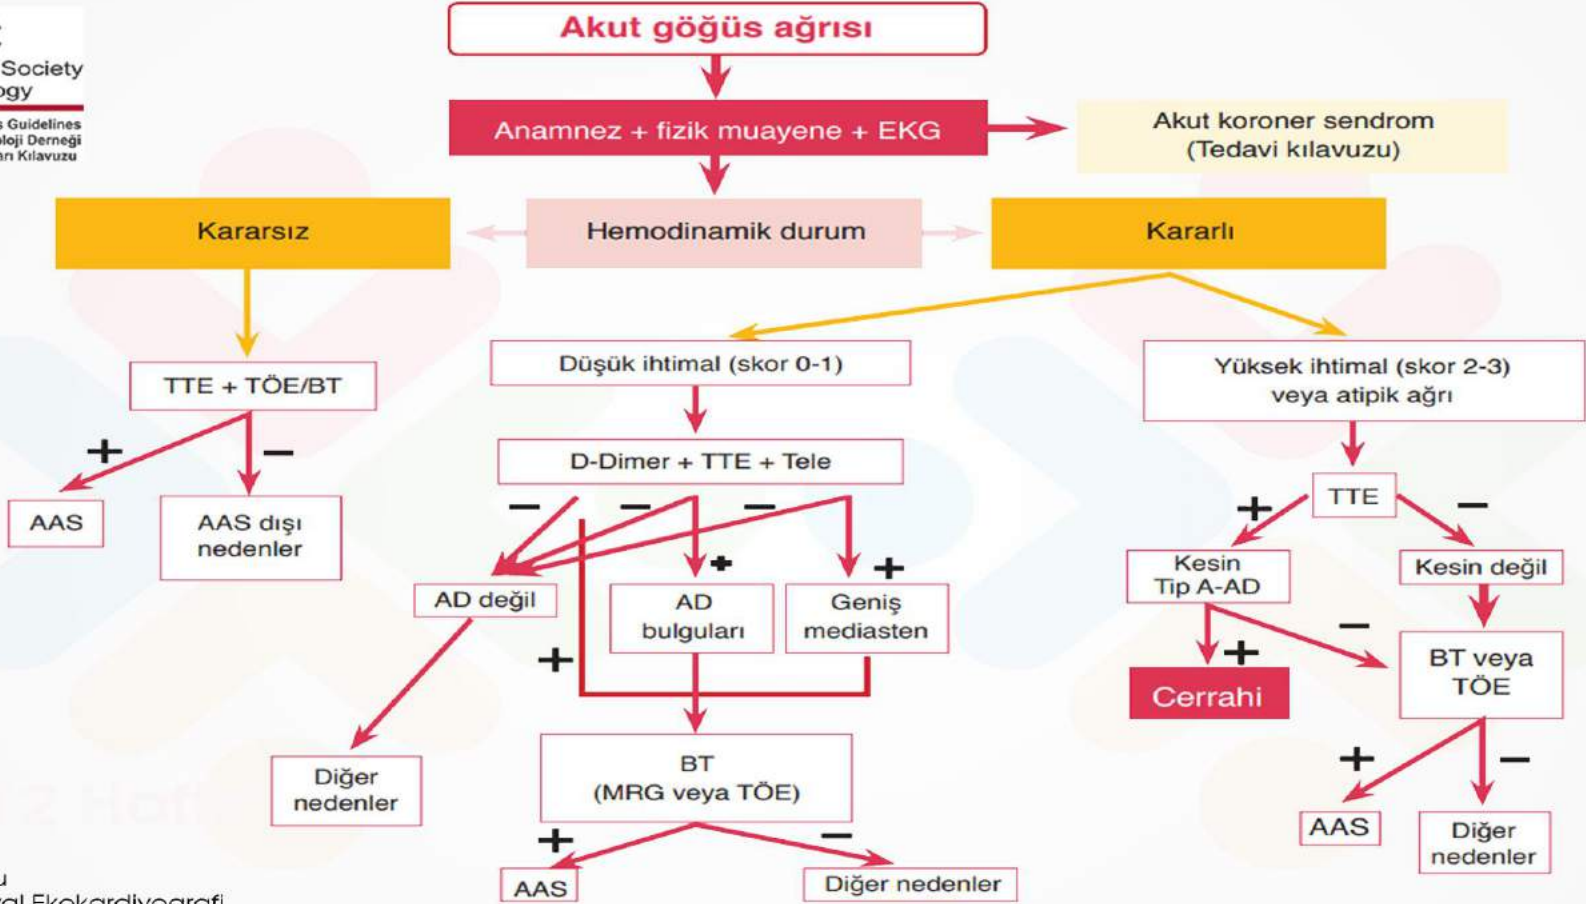 Society
ogy
s Guidelines
oloji Derneği
arı Kılavuzu
Akut göğüs ağrısı
Anamnez + fizik muayene + EKG
Akut koroner sendrom
(Tedavi kılavuzu)
Kararsız
Hemodinamik durum
Kararlı
TTE + TÖE/BT
Düşük ihtimal (skor 0-1)
Yüksek ihtimal (skor 2-3)
veya atipik ağrı
+
−
D-Dimer + TTE + Tele
TTE
AAS
AAS dışı
nedenler
−
−
−
+
−
+
+
Kesin
Tip A-AD
Kesin değil
AD değil
AD
bulguları
Geniş
mediasten
+
−
+
BT veya
TÖE
Cerrahi
Diğer
nedenler
BT
(MRG veya TÖE)
+
−
+
−
AAS
Diğer nedenler
AAS
Diğer
nedenler